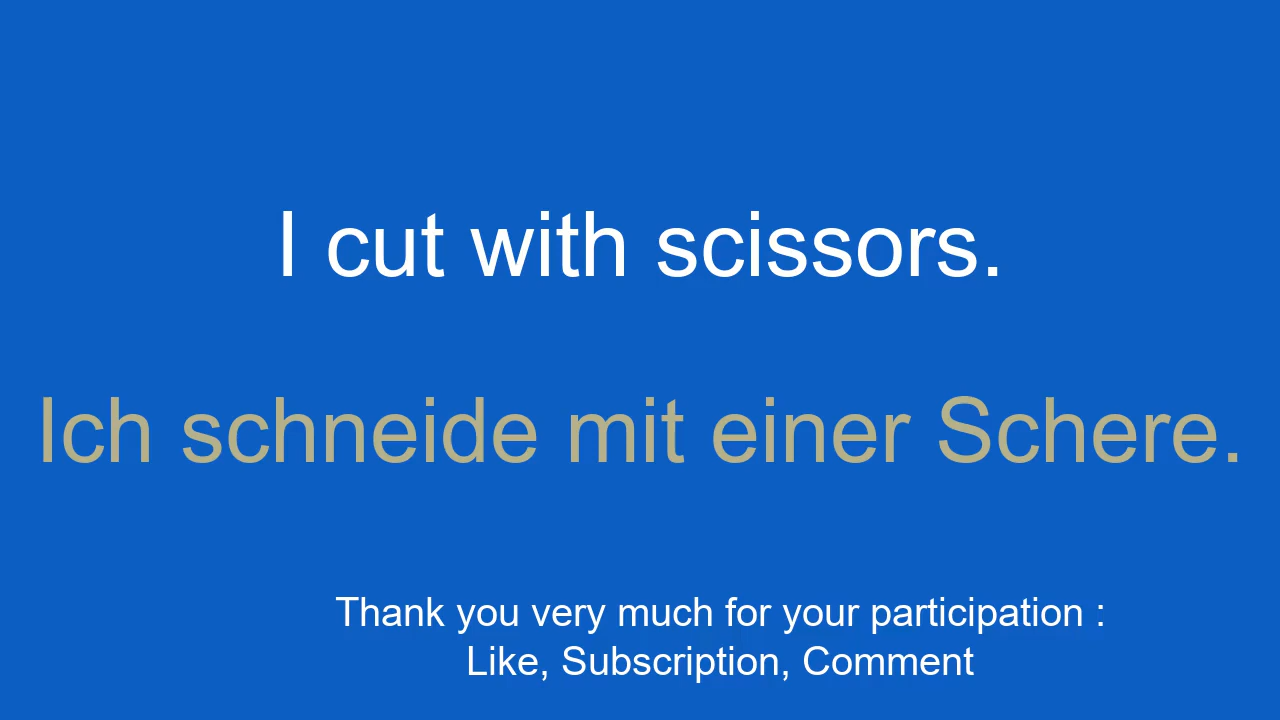 I cut with scissors.
Ich schneide mit einer Schere.
Thank you very much for your participation :
Like, Subscription, Comment